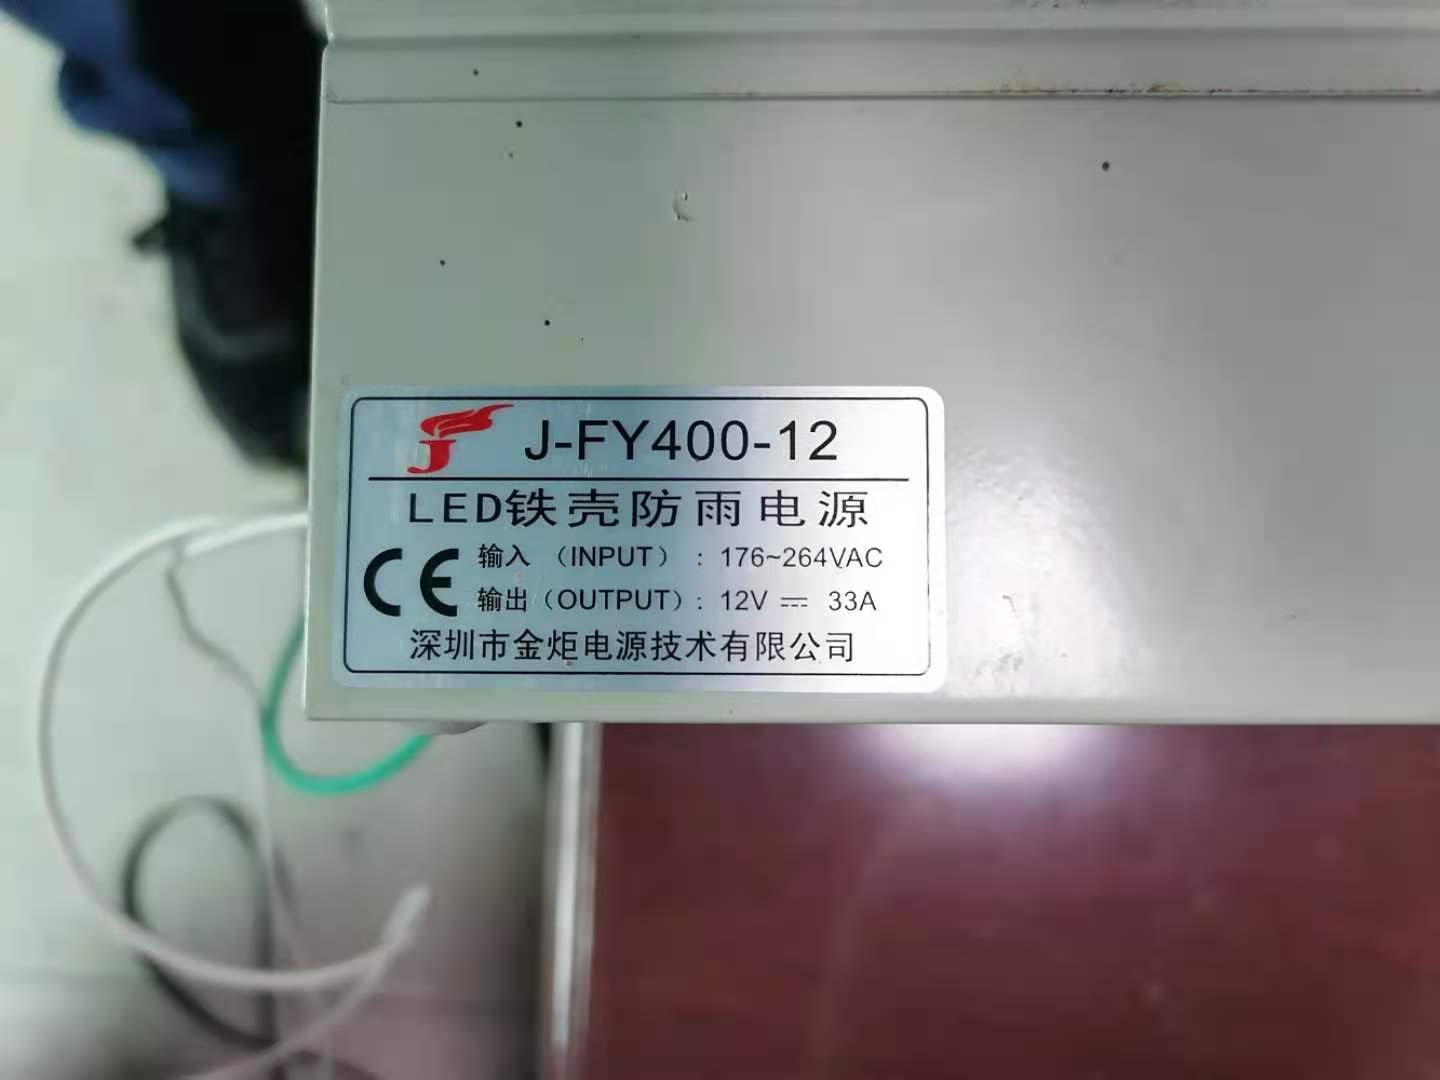 J-FY400-12
LED铁壳防雨电源
CE 输入（INPUT）：176~264VAC
输出（OUTPUT）：12V ⎓ 33A
深圳市金炬电源技术有限公司